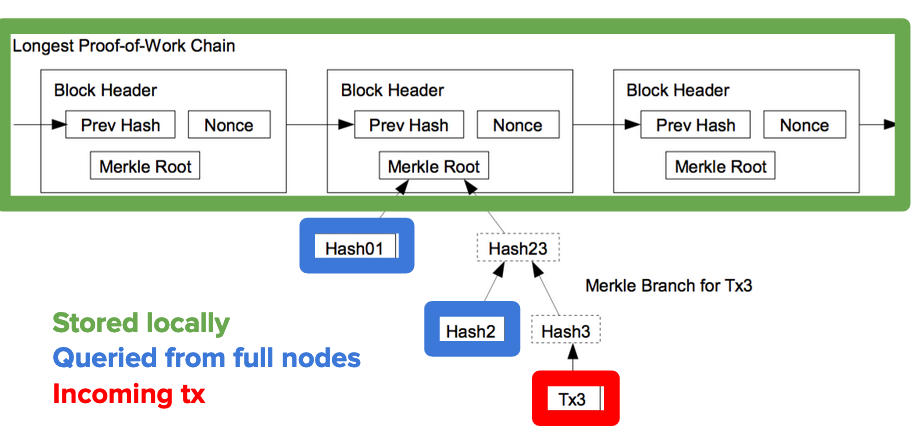 Longest Proof-of-Work Chain
Block Header
Prev Hash
Nonce
Merkle Root
Block Header
Prev Hash
Nonce
Merkle Root
Block Header
Prev Hash
Nonce
Merkle Root
Hash01
Hash23
Merkle Branch for Tx3
Hash2
Hash3
Tx3
Stored locally
Queried from full nodes
Incoming tx